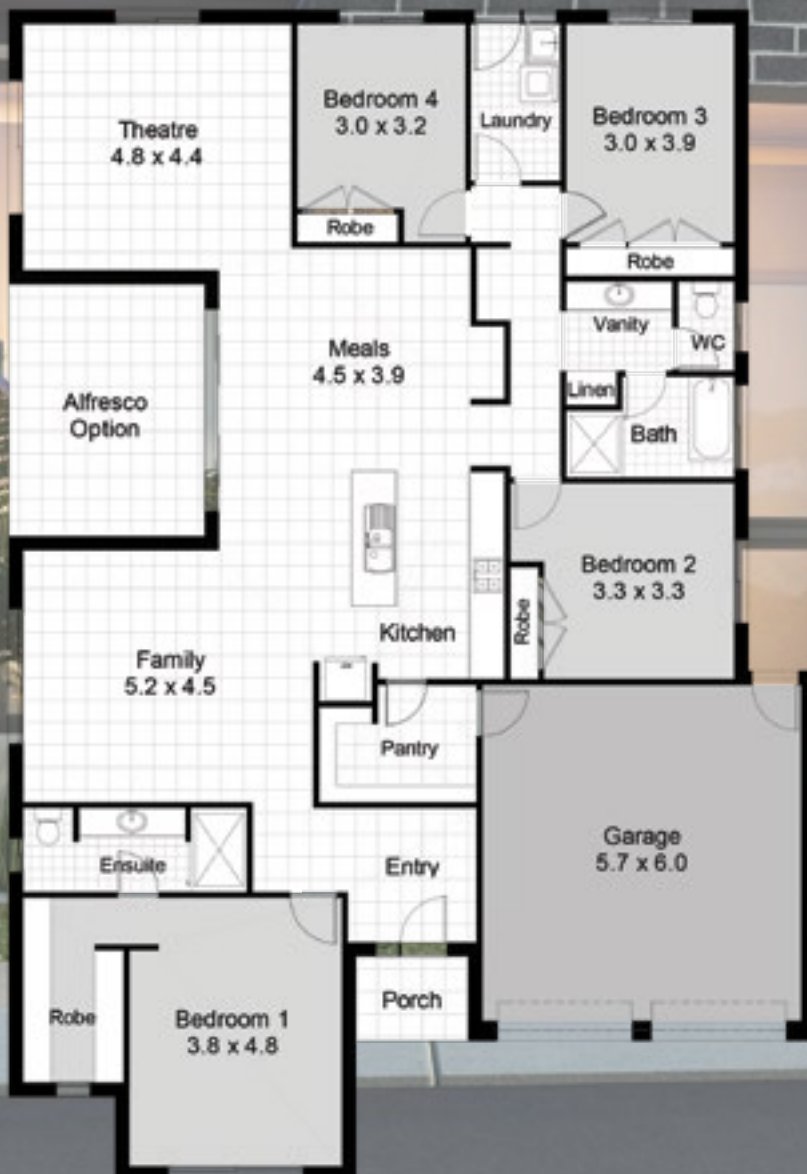 Theatre
4.8 x 4.4
Bedroom 4
3.0 x 3.2
Robe
Laundry
Bedroom 3
3.0 x 3.9
Robe
Meals
4.5 x 3.9
Alfresco
Option
Vanity
WC
Linen
Bath
Bedroom 2
3.3 x 3.3
Robe
Kitchen
Family
5.2 x 4.5
Pantry
Garage
5.7 x 6.0
Ensuite
Entry
Porch
Robe
Bedroom 1
3.8 x 4.8